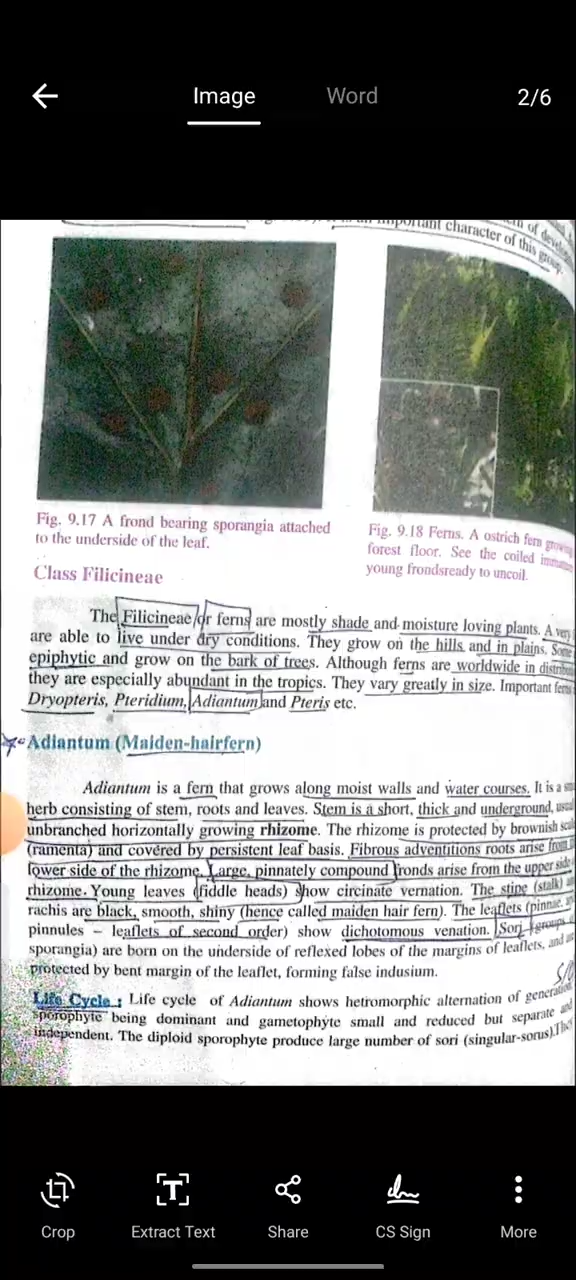 Image
Word
2/6
important character of this group.
Fig. 9.17 A frond bearing sporangia attached
to the underside of the leaf.
Fig. 9.18 Ferns. A ostrich fern growing
forest floor. See the coiled
young frondsready to uncoil.
Class Filicineae
The Filicineae or ferns are mostly shade and moisture loving plants. A very
are able to live under dry conditions. They grow on the hills and in plains. Some
epiphytic and grow on the bark of trees. Although ferns are worldwide in
they are especially abundant in the tropics. They vary greatly in size. Important
Dryopteris, Pteridium, Adiantum and Pteris etc.
Adiantum (Maiden-hairfern)
Adiantum is a fern that grows along moist walls and water courses. It is a
herb consisting of stem, roots and leaves. Stem is a short, thick and underground,
unbranched horizontally growing rhizome. The rhizome is protected by brownish
(ramenta) and covered by persistent leaf basis. Fibrous adventitions roots arise from
lower side of the rhizome. Large, pinnately compound fronds arise from the upper side
rhizome. Young leaves (fiddle heads) show circinate vernation. The stipe (stalk)
rachis are black, smooth, shiny (hence called maiden hair fern). The leaflets (pinnae,
pinnules – leaflets of second order) show dichotomous venation. Sori (groups
sporangia) are born on the underside of reflexed lobes of the margins of leaflets, and
protected by bent margin of the leaflet, forming false indusium.
Life Cycle : Life cycle of Adiantum shows hetromorphic alternation of generation
sporophyte being dominant and gametophyte small and reduced but separate and
independent. The diploid sporophyte produce large number of sori (singular-sorus).
Crop
Extract Text
Share
CS Sign
More